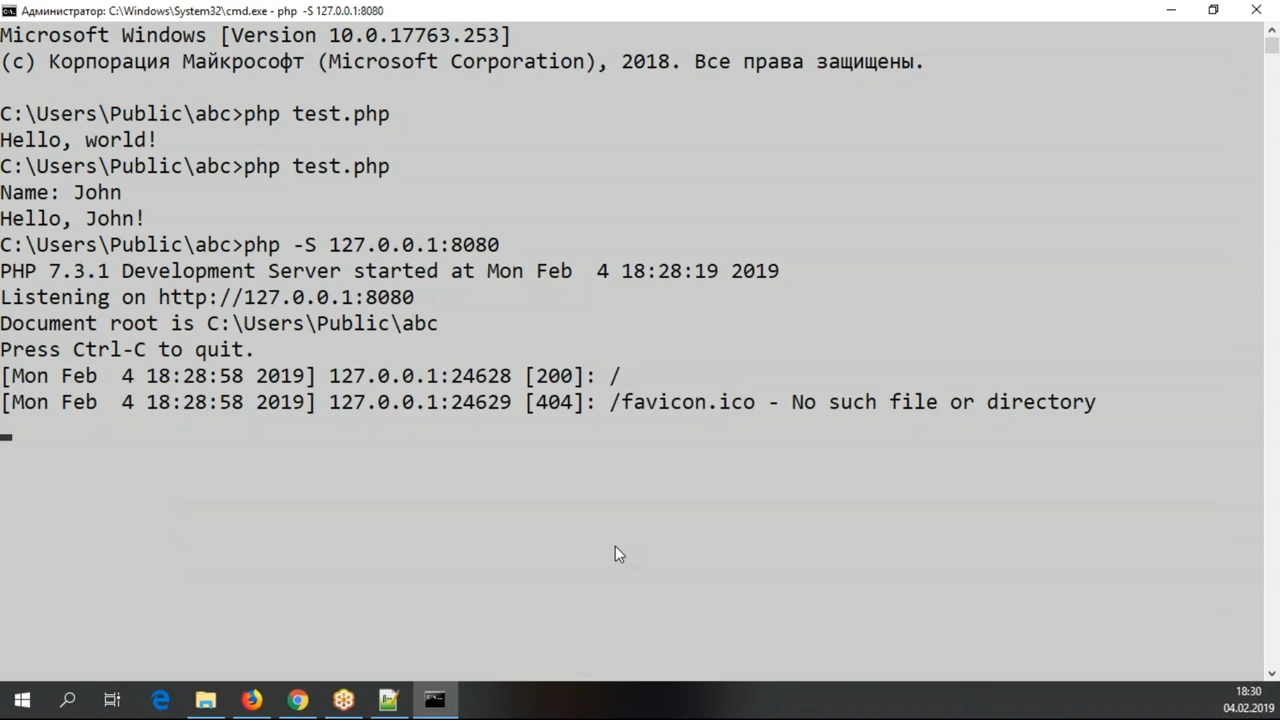 Администратор: C:\Windows\System32\cmd.exe - php  -S 127.0.0.1:8080
Microsoft Windows [Version 10.0.17763.253]
(c) Корпорация Майкрософт (Microsoft Corporation), 2018. Все права защищены.
C:\Users\Public\abc>php test.php
Hello, world!
C:\Users\Public\abc>php test.php
Name: John
Hello, John!
C:\Users\Public\abc>php -S 127.0.0.1:8080
PHP 7.3.1 Development Server started at Mon Feb  4 18:28:19 2019
Listening on http://127.0.0.1:8080
Document root is C:\Users\Public\abc
Press Ctrl-C to quit.
[Mon Feb  4 18:28:58 2019] 127.0.0.1:24628 [200]: /
[Mon Feb  4 18:28:58 2019] 127.0.0.1:24629 [404]: /favicon.ico - No such file or directory
18:30
04.02.2019